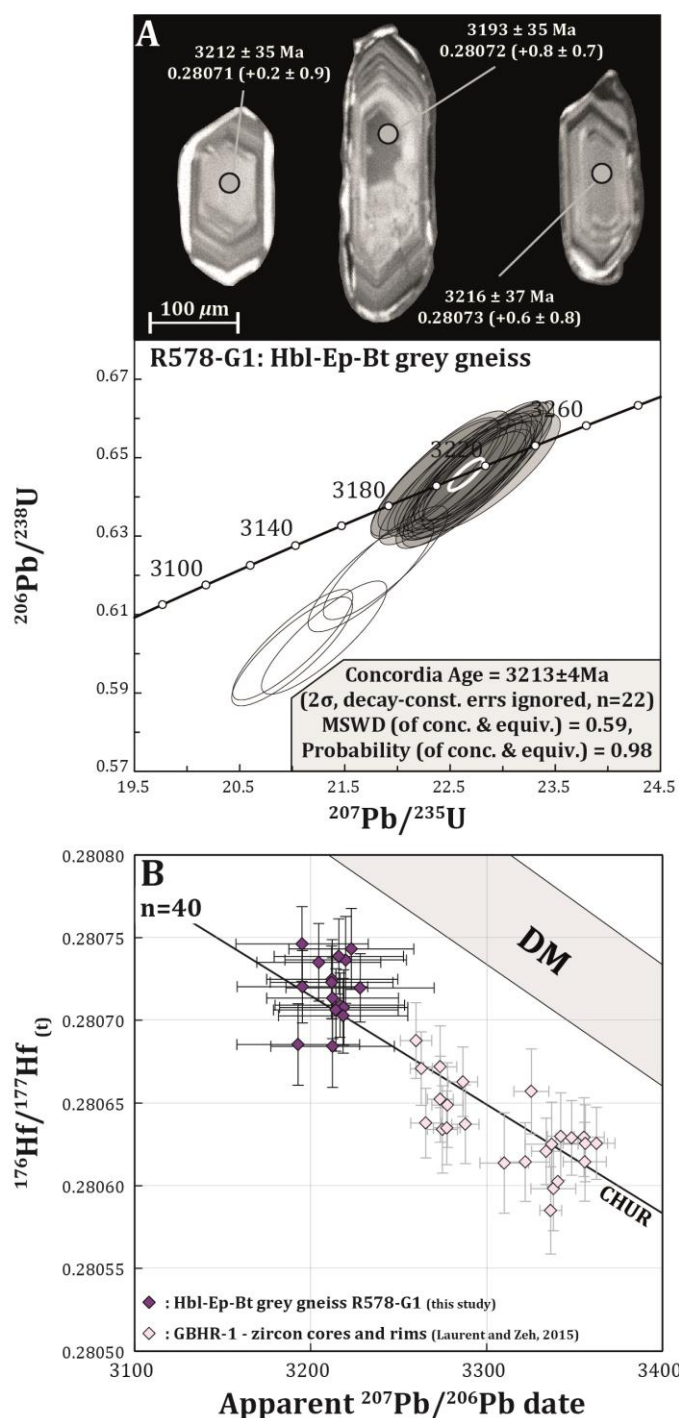 A
3212 ± 35 Ma
0.28071 (+0.2 ± 0.9)
3193 ± 35 Ma
0.28072 (+0.8 ± 0.7)
3216 ± 37 Ma
0.28073 (+0.6 ± 0.8)
100 µm
R578-G1: Hbl-Ep-Bt grey gneiss
0.67
0.65
0.63
0.61
0.59
0.57
206Pb/238U
3100
3140
3180
3220
3260
Concordia Age = 3213±4Ma
(2σ, decay-const. errs ignored, n=22)
MSWD (of conc. & equiv.) = 0.59,
Probability (of conc. & equiv.) = 0.98
19.5 20.5 21.5 22.5 23.5 24.5
207Pb/235U
B
n=40
DM
CHUR
0.28080
0.28075
0.28070
0.28065
0.28060
0.28055
0.28050
176Hf/177Hf (t)
: Hbl-Ep-Bt grey gneiss R578-G1 (this study)
: GBHR-1 - zircon cores and rims (Laurent and Zeh, 2015)
3100 3200 3300 3400
Apparent 207Pb/206Pb date